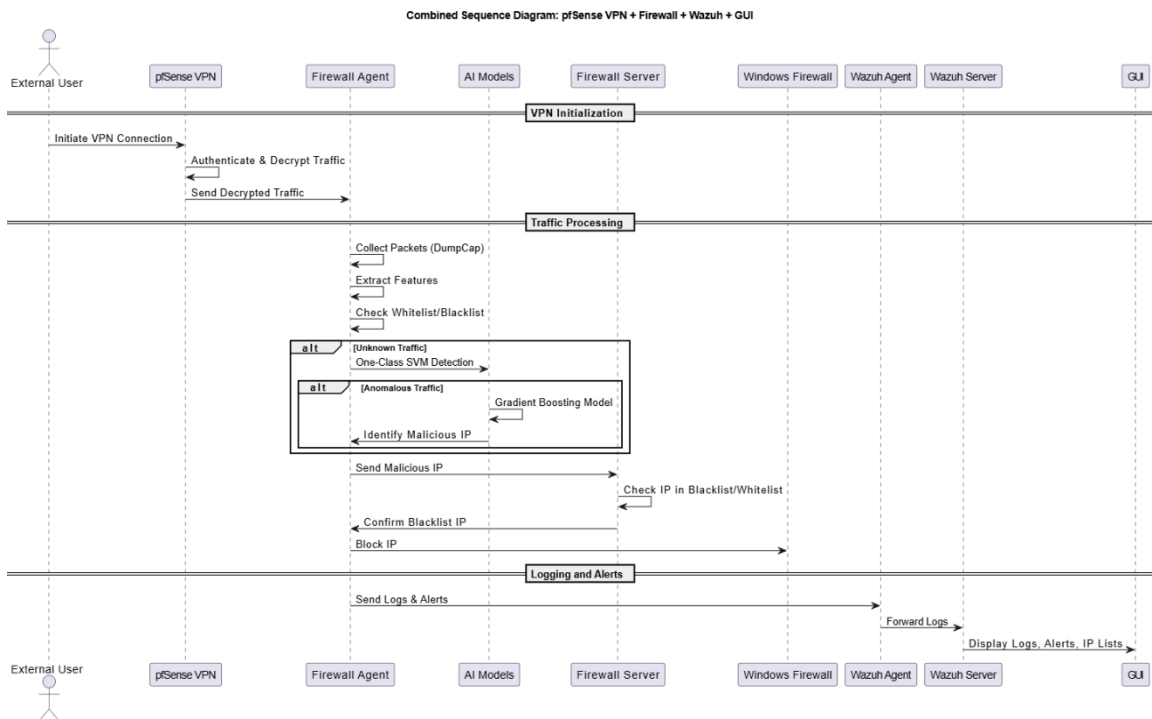 Combined Sequence Diagram: pfSense VPN + Firewall + Wazuh + GUI
External User
pfSense VPN
Firewall Agent
AI Models
Firewall Server
Windows Firewall
Wazuh Agent
Wazuh Server
GUI
VPN Initialization
Initiate VPN Connection
Authenticate & Decrypt Traffic
Send Decrypted Traffic
Traffic Processing
Collect Packets (DumpCap)
Extract Features
Check Whitelist/Blacklist
alt [Unknown Traffic]
One-Class SVM Detection
alt [Anomalous Traffic]
Gradient Boosting Model
Identify Malicious IP
Send Malicious IP
Check IP in Blacklist/Whitelist
Confirm Blacklist IP
Block IP
Logging and Alerts
Send Logs & Alerts
Forward Logs
Display Logs, Alerts, IP Lists
External User
pfSense VPN
Firewall Agent
AI Models
Firewall Server
Windows Firewall
Wazuh Agent
Wazuh Server
GUI